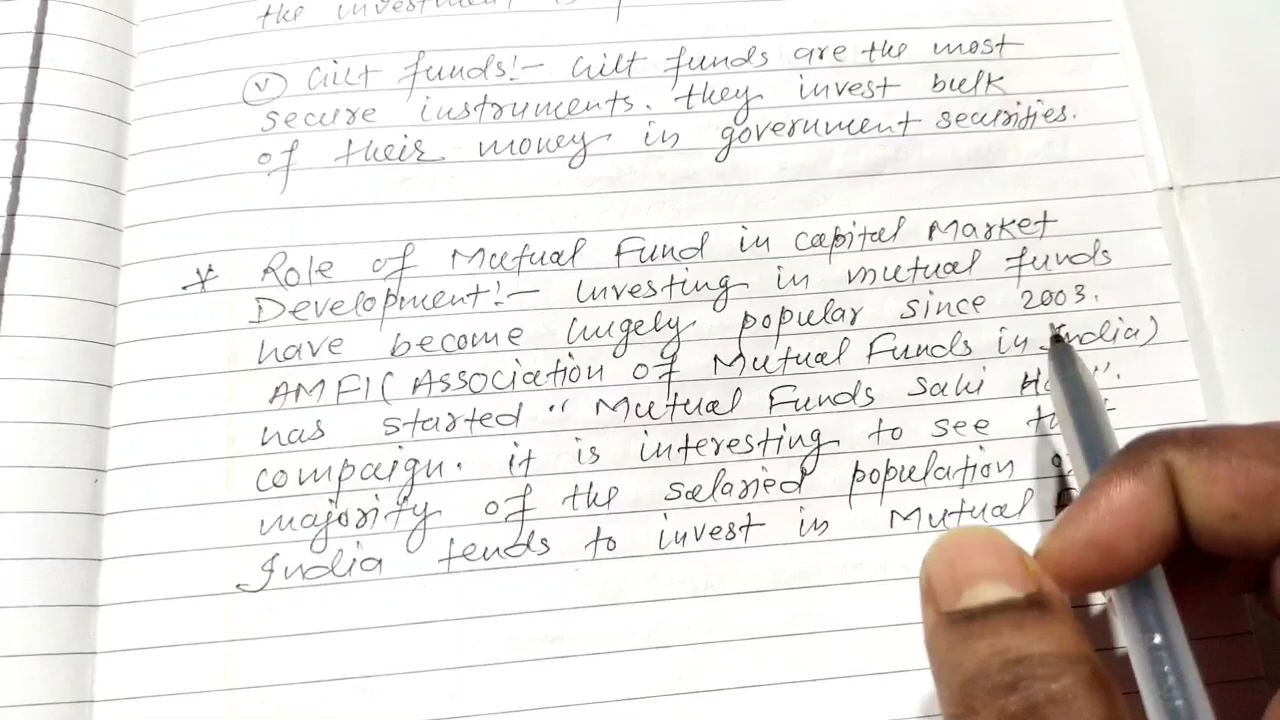 the investment is
(v) Gilt funds:- Gilt funds are the most
secure instruments. They invest bulk
of their money in government securities.
* Role of Mutual Fund in capital Market
Development:- Investing in mutual funds
have become hugely popular since 2003.
AMFI (Association of Mutual Funds in India)
has started "Mutual Funds Sahi".
compaign. it is interesting to see
majority of the salaried population
India tends to invest in Mutual